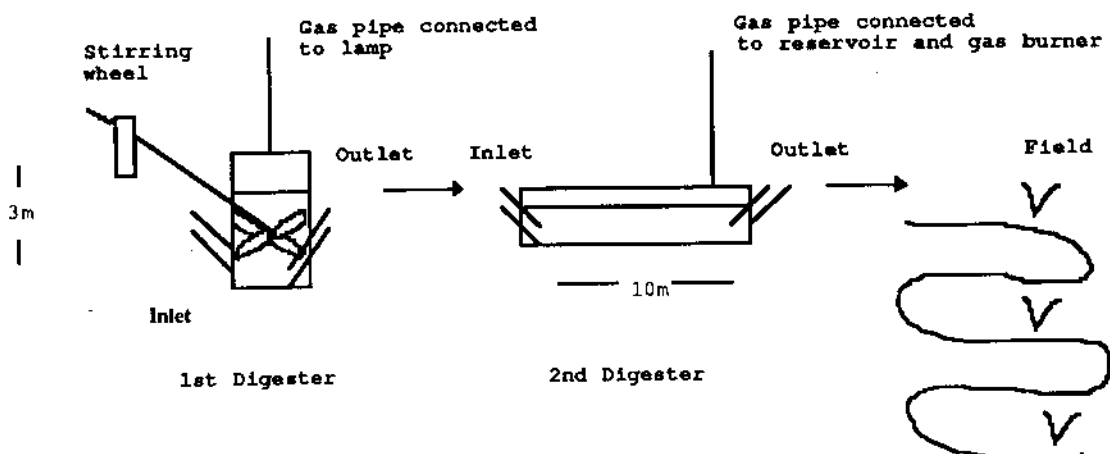 Gas pipe connected
to lamp
Gas pipe connected
to reservoir and gas burner
Stirring
wheel
Outlet
Inlet
Outlet
Field
3m
10m
Inlet
1st Digester
2nd Digester